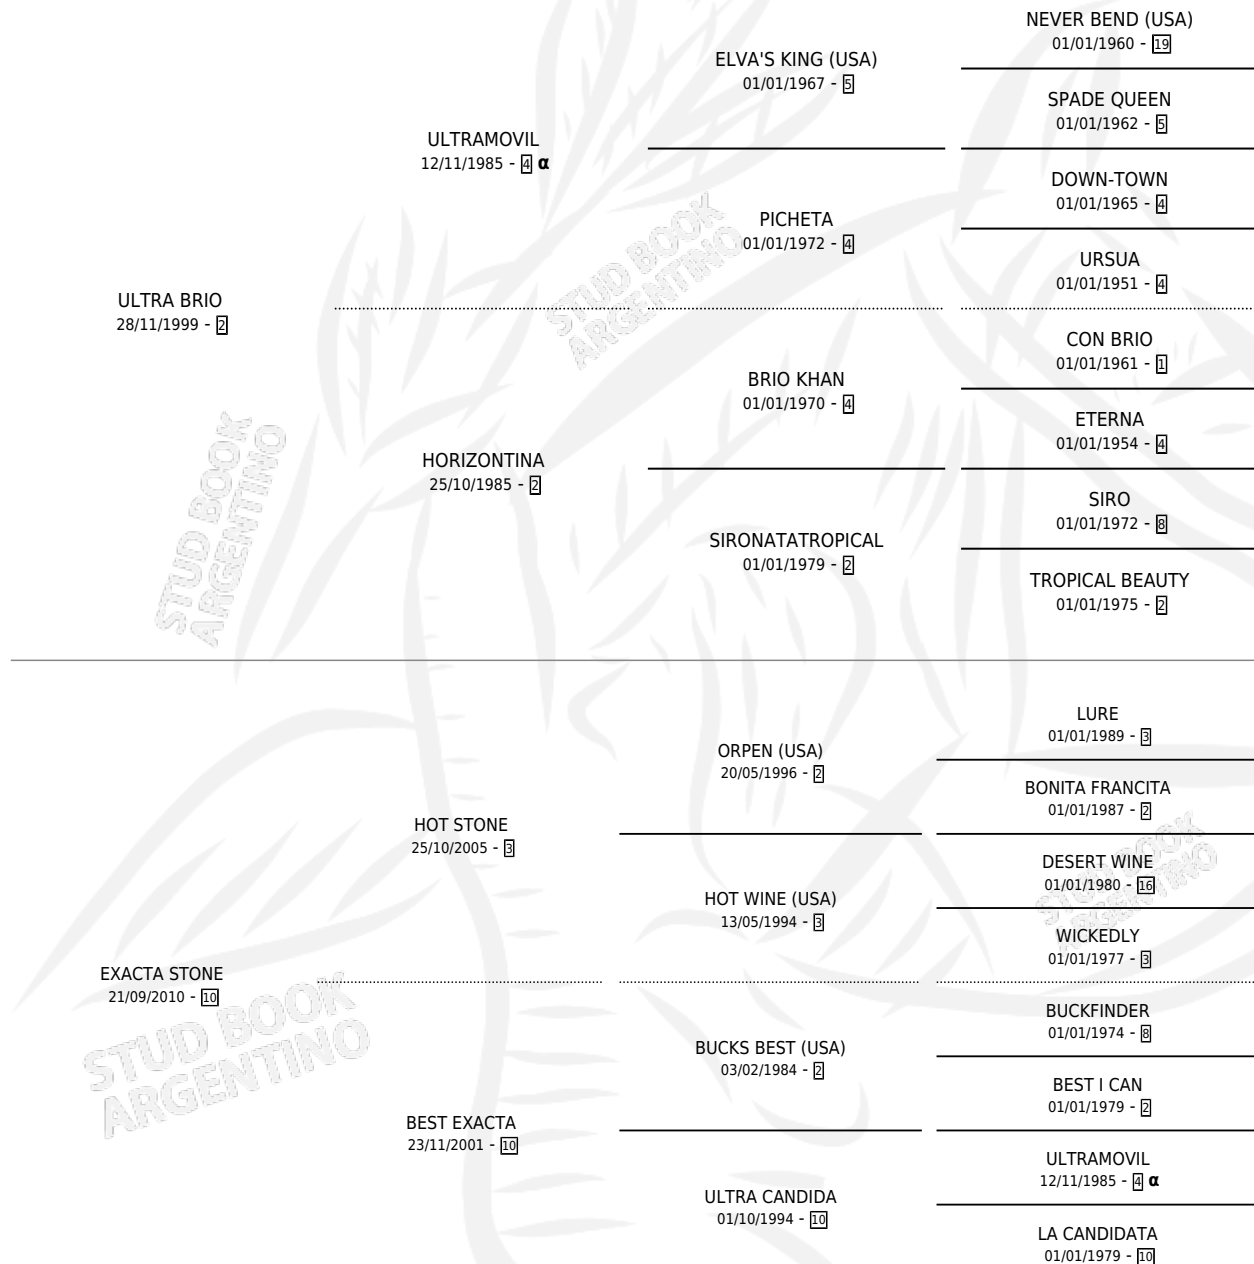 NEVER BEND (USA)
01/01/1960 - 19
ELVA'S KING (USA)
01/01/1967 - 5
SPADE QUEEN
01/01/1962 - 5
ULTRAMOVIL
12/11/1985 - 4 α
DOWN-TOWN
01/01/1965 - 4
PICHETA
01/01/1972 - 4
URSUA
01/01/1951 - 4
ULTRA BRIO
28/11/1999 - 2
CON BRIO
01/01/1961 - 1
BRIO KHAN
01/01/1970 - 4
ETERNA
01/01/1954 - 4
HORIZONTINA
25/10/1985 - 2
SIRO
01/01/1972 - 8
SIRONATATROPICAL
01/01/1979 - 2
TROPICAL BEAUTY
01/01/1975 - 2
STUD BOOK
ARGENTINO
STUD BOOK
ARGENTINO
LURE
01/01/1989 - 3
ORPEN (USA)
20/05/1996 - 2
BONITA FRANCITA
01/01/1987 - 2
HOT STONE
25/10/2005 - 3
DESERT WINE
01/01/1980 - 16
HOT WINE (USA)
13/05/1994 - 3
WICKEDLY
01/01/1977 - 3
EXACTA STONE
21/09/2010 - 10
BUCKFINDER
01/01/1974 - 8
BUCKS BEST (USA)
03/02/1984 - 2
BEST I CAN
01/01/1979 - 2
BEST EXACTA
23/11/2001 - 10
ULTRAMOVIL
12/11/1985 - 4 α
ULTRA CANDIDA
01/10/1994 - 10
LA CANDIDATA
01/01/1979 - 10
STUD BOOK
ARGENTINO
STUD BOOK
ARGENTINO